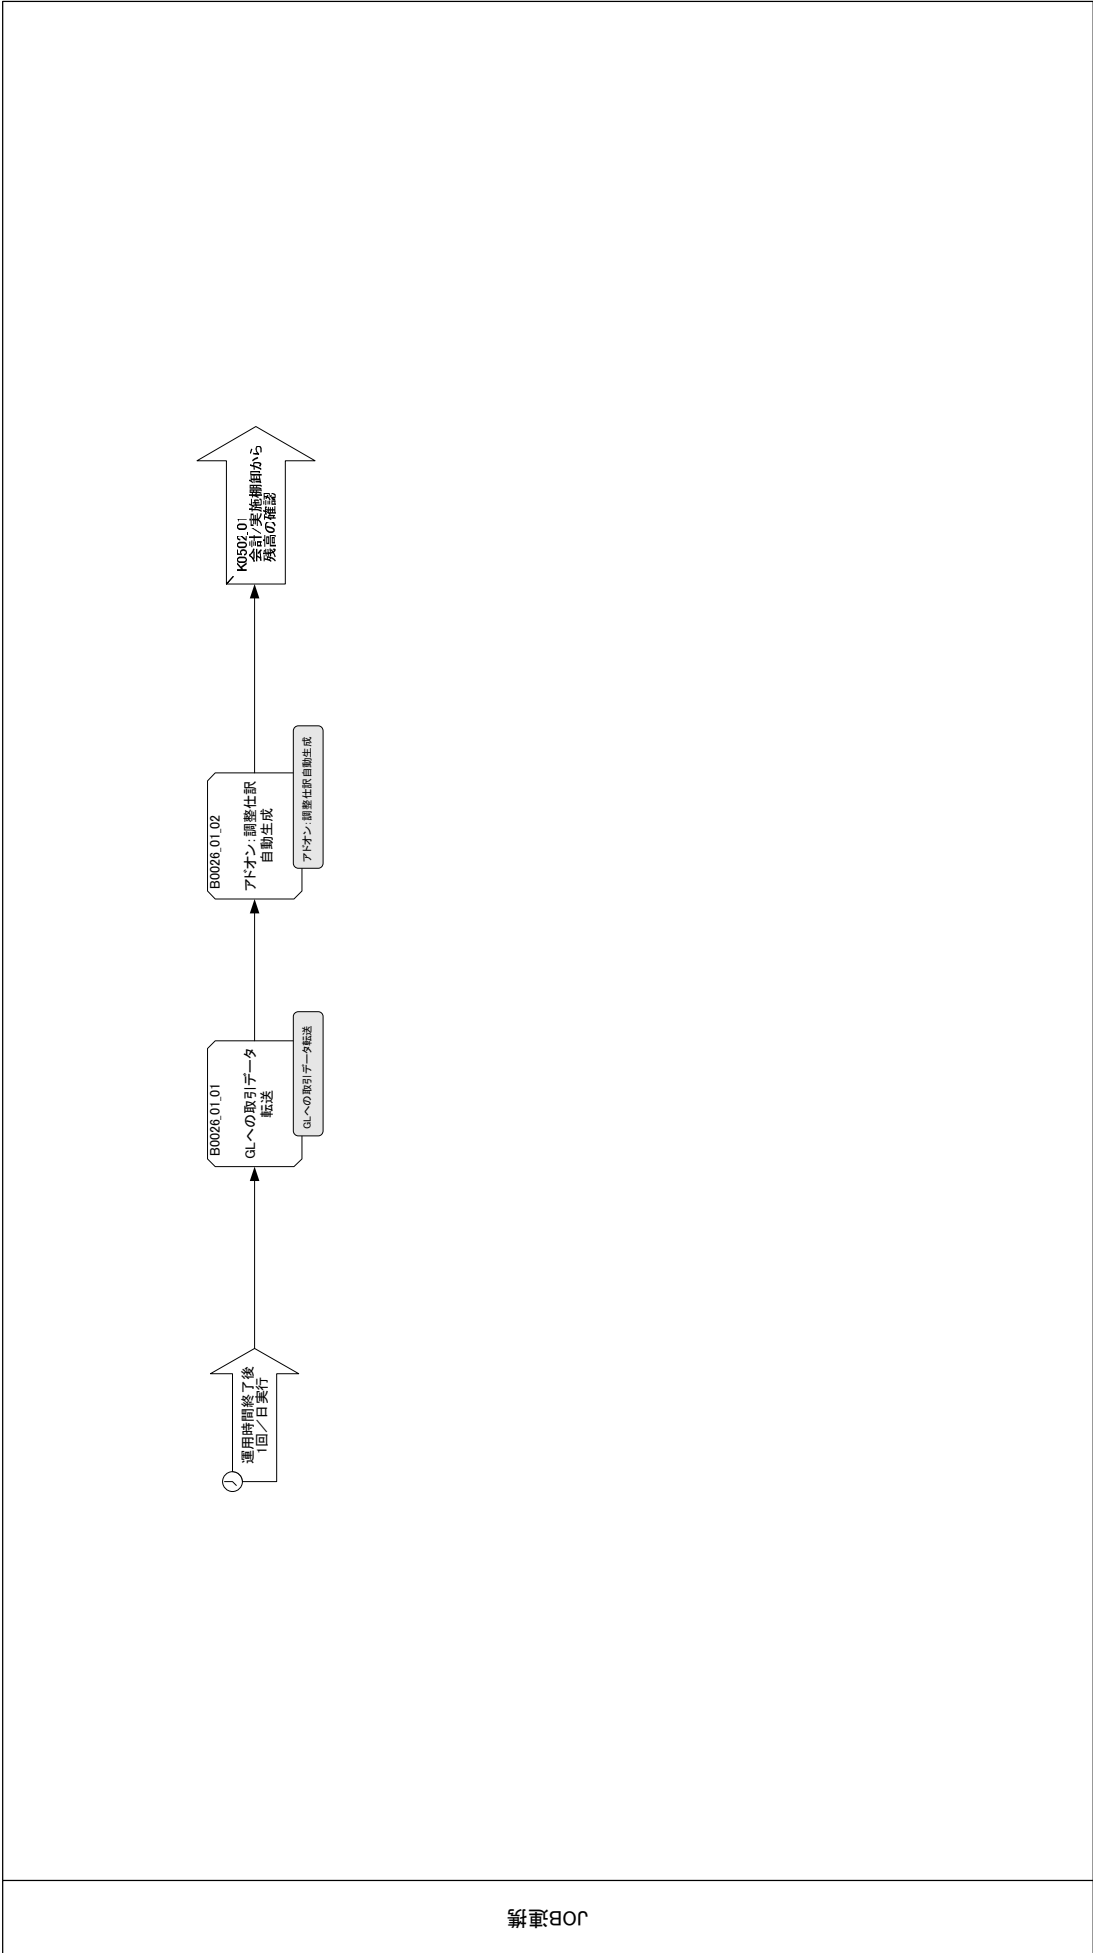 JOB連携
運用時間終了後
1回／日実行
B0026_01_01
GLへの取引データ
転送
GLへの取引データ転送
B0026_01_02
アドオン:調整仕訳
自動生成
アドオン:調整仕訳自動生成
K0502_01
会計/実施棚卸から
残高の確認